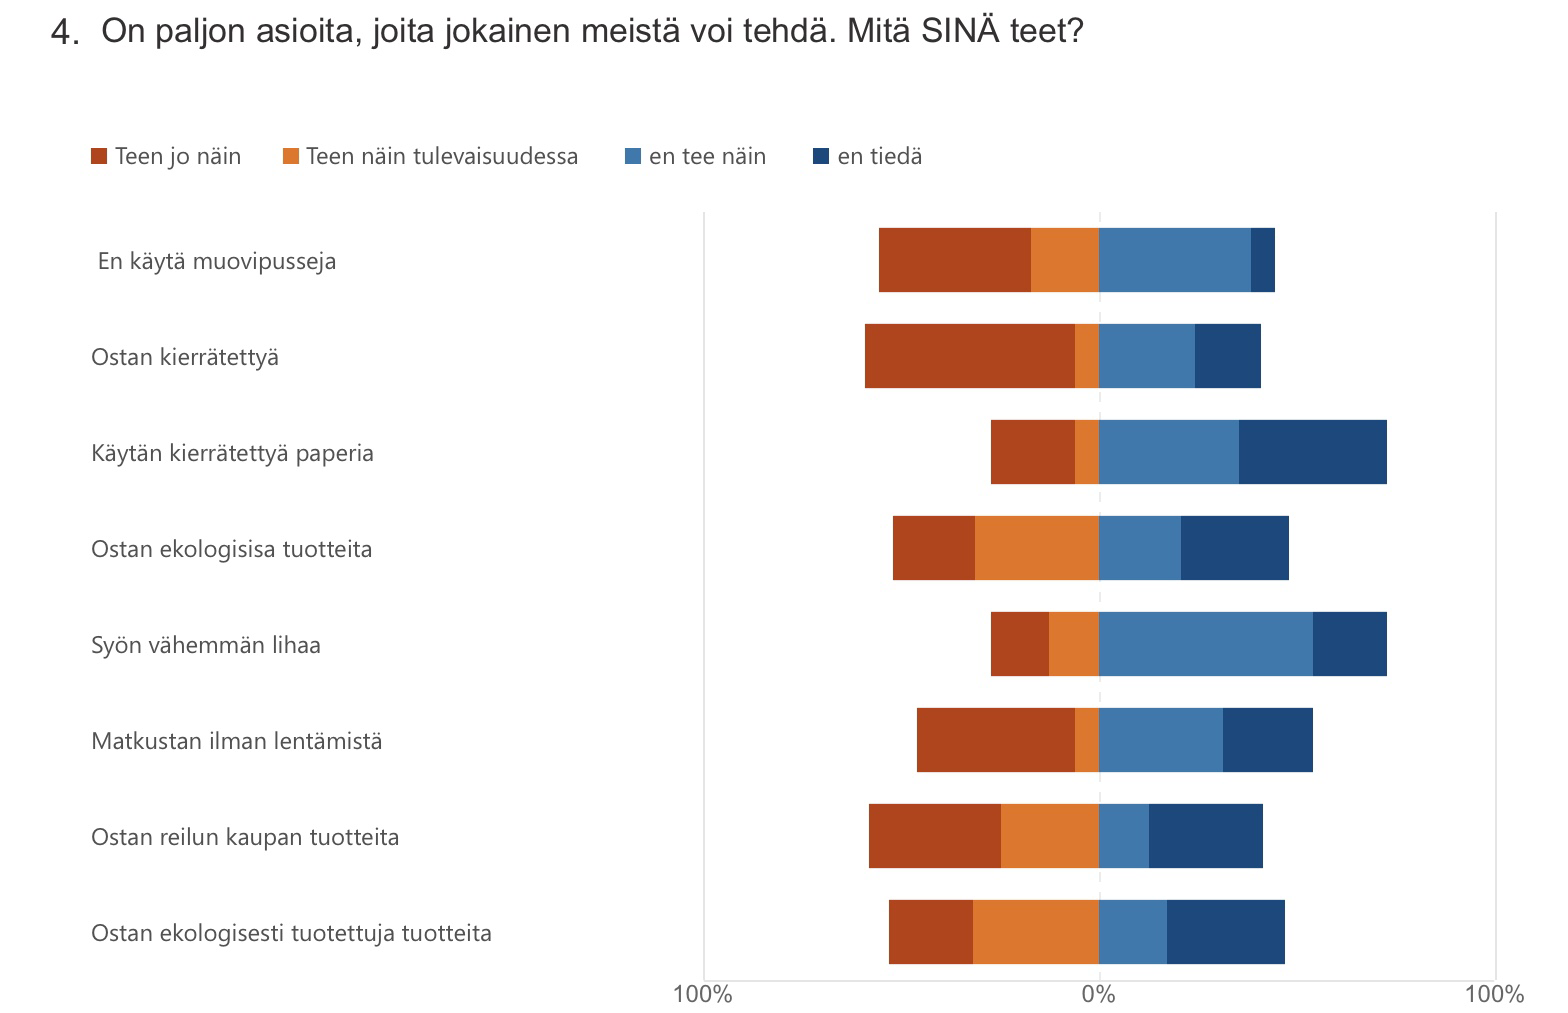 4. On paljon asioita, joita jokainen meistä voi tehdä. Mitä SINÄ teet?
Teen jo näin Teen näin tulevaisuudessa en tee näin en tiedä
En käytä muovipusseja
Ostan kierrätettyä
Käytän kierrätettyä paperia
Ostan ekologisisa tuotteita
Syön vähemmän lihaa
Matkustan ilman lentämistä
Ostan reilun kaupan tuotteita
Ostan ekologisesti tuotettuja tuotteita
100% 0% 100%